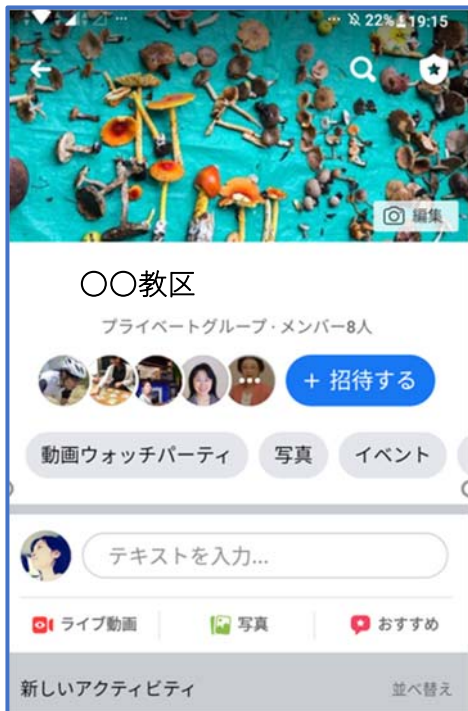 22% 19:15
編集
〇〇教区
プライベートグループ・メンバー8人
+ 招待する
動画ウォッチパーティ 写真 イベント
テキストを入力...
ライブ動画 写真 おすすめ
新しいアクティビティ 並べ替え